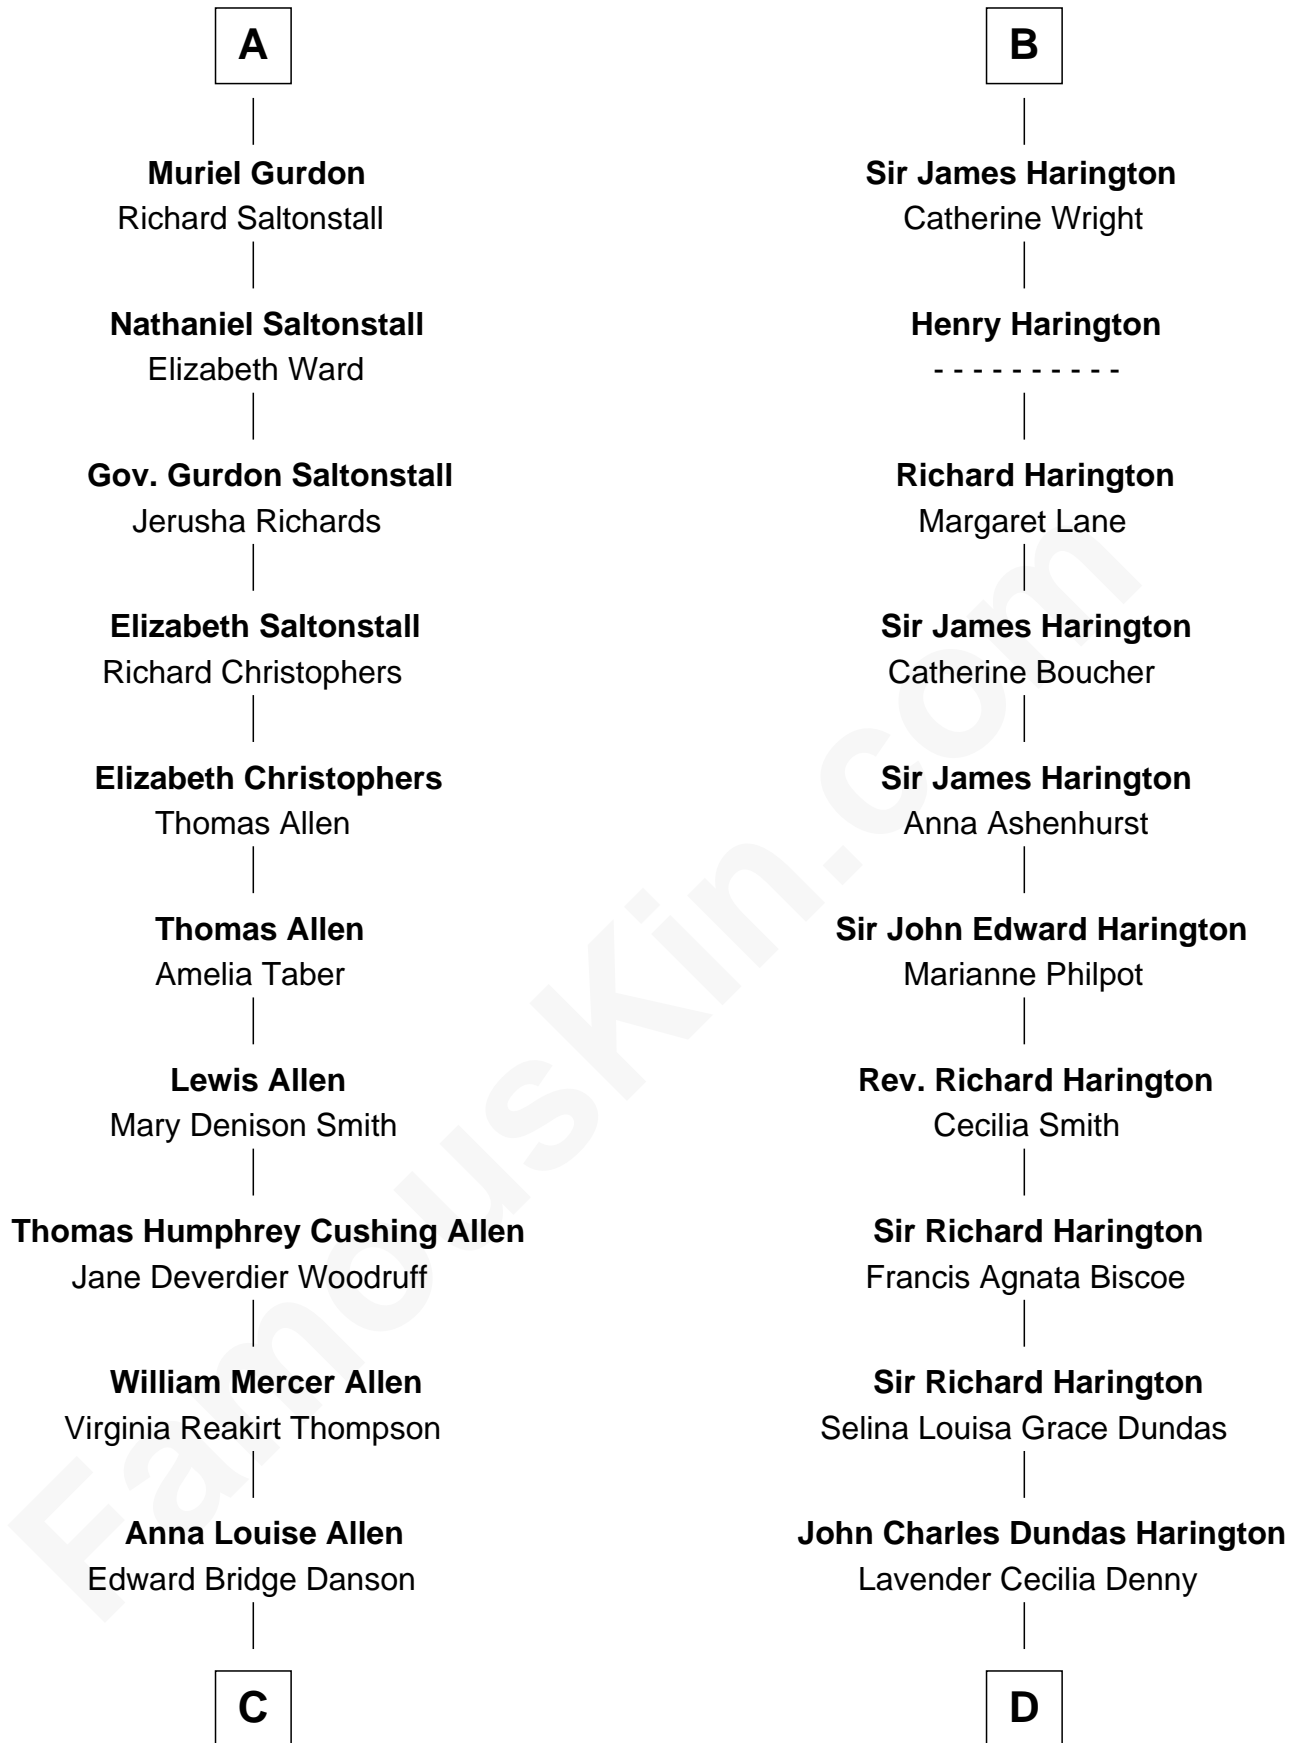 A
Muriel Gurdon
Richard Saltonstall
Nathaniel Saltonstall
Elizabeth Ward
Gov. Gurdon Saltonstall
Jerusha Richards
Elizabeth Saltonstall
Richard Christophers
Elizabeth Christophers
Thomas Allen
Thomas Allen
Amelia Taber
Lewis Allen
Mary Denison Smith
Thomas Humphrey Cushing Allen
Jane Deverdier Woodruff
William Mercer Allen
Virginia Reakirt Thompson
Anna Louise Allen
Edward Bridge Danson
C
B
Sir James Harington
Catherine Wright
Henry Harington
- - - - - - - - - -
Richard Harington
Margaret Lane
Sir James Harington
Catherine Boucher
Sir James Harington
Anna Ashenhurst
Sir John Edward Harington
Marianne Philpot
Rev. Richard Harington
Cecilia Smith
Sir Richard Harington
Francis Agnata Biscoe
Sir Richard Harington
Selina Louisa Grace Dundas
John Charles Dundas Harington
Lavender Cecilia Denny
D
FamousKin.com